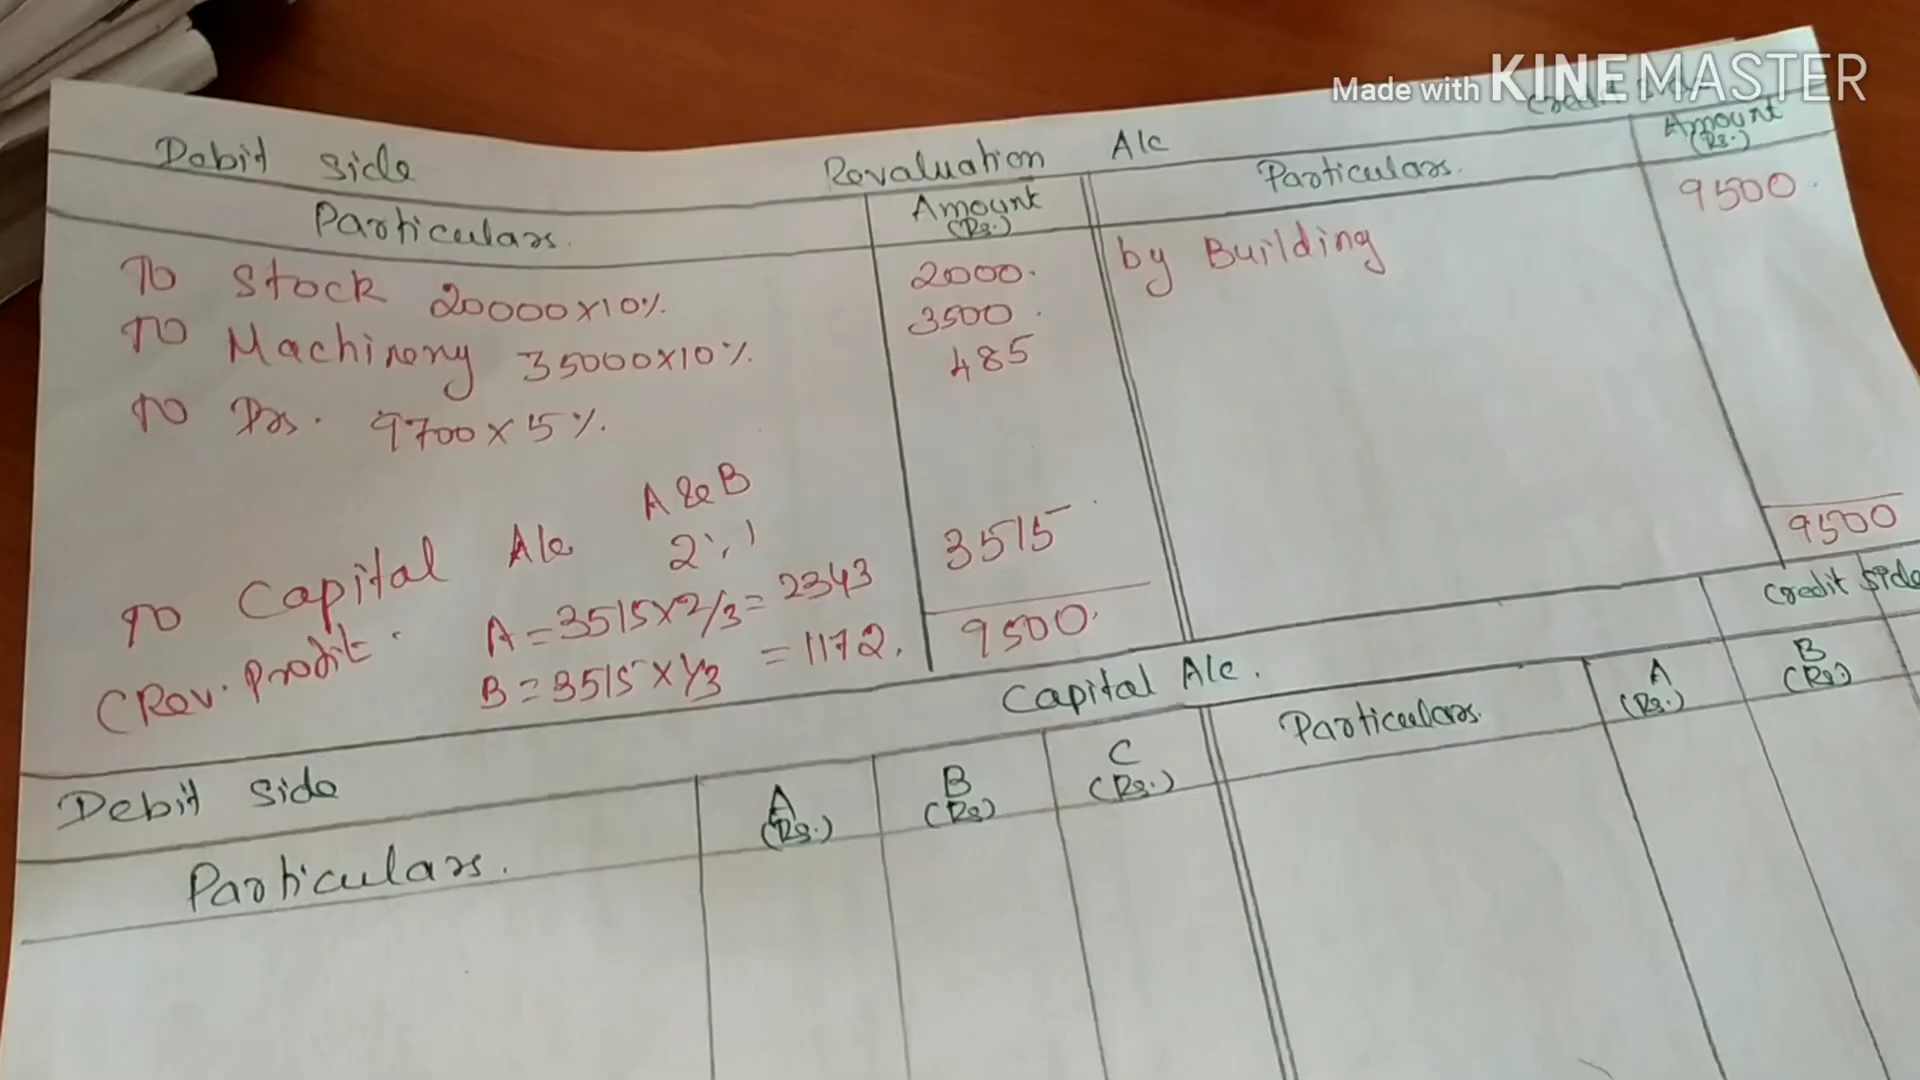 Made with KINEMASTER
Debit side Revaluation A/c Credit
Particulars. Amount (Rs.) Particulars. Amount (Rs.)
To Stock 20000x10% 2000. by Building 9500.
To Machinery 35000x10% 3500.
To Drs. 9700x5%. 485
To Capital A/c A & B 2:1 3515
(Rev. Profit. A=3515x2/3=2343
B=3515x1/3 =1172.
9500. 9500
Capital A/c.
Debit side Credit side
Particulars. A (Rs.) B (Rs) C (Rs.) Particulars. A (Rs.) B (Rs.)